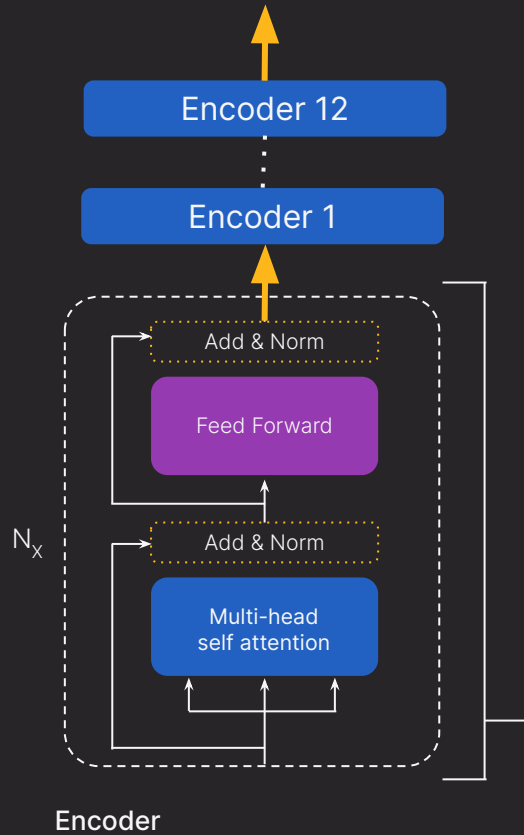 Encoder 12
Encoder 1
Add & Norm
Feed Forward
Add & Norm
Nx
Multi-head
self attention
Encoder